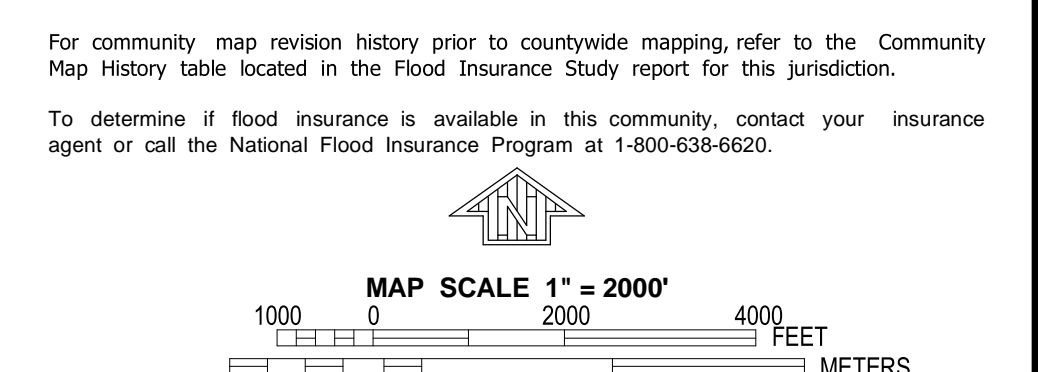 For community map revision history prior to countywide mapping, refer to the Community
Map History table located in the Flood Insurance Study report for this jurisdiction.
To determine if flood insurance is available in this community, contact your insurance
agent or call the National Flood Insurance Program at 1-800-638-6620.
N
MAP SCALE 1" = 2000'
1000 0 2000 4000
FEET
METERS